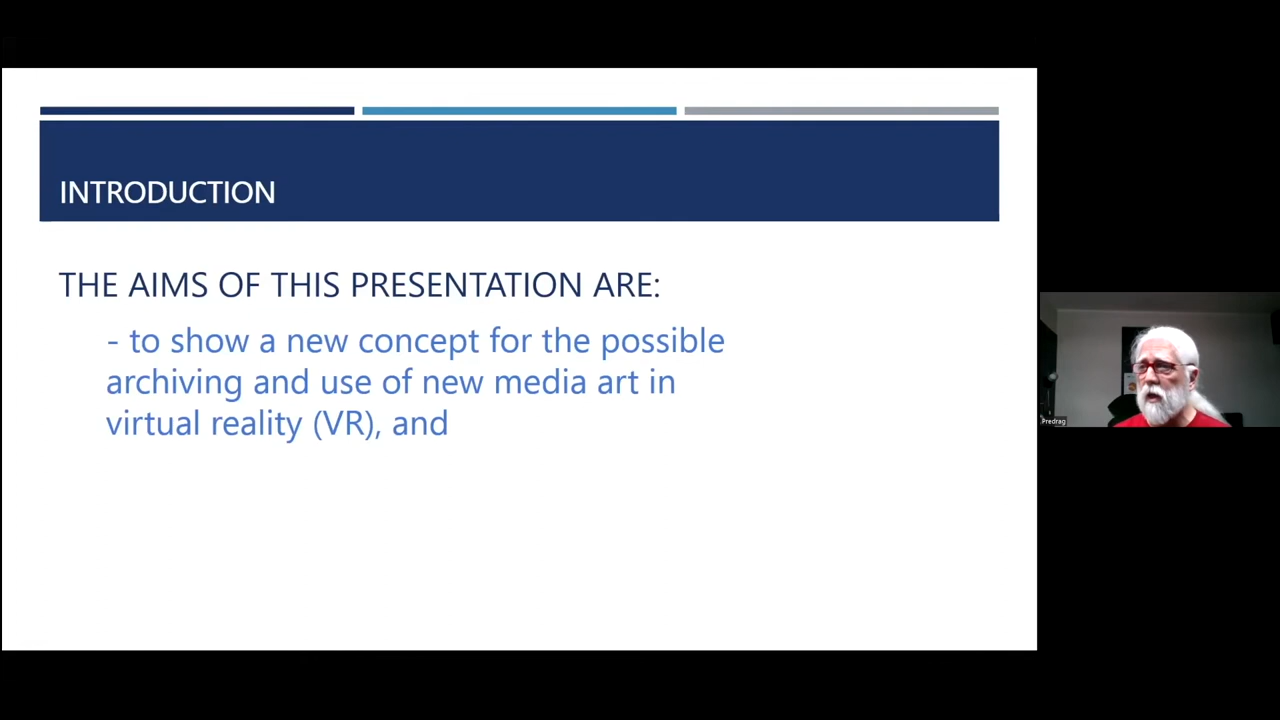 INTRODUCTION
THE AIMS OF THIS PRESENTATION ARE:
- to show a new concept for the possible
archiving and use of new media art in
virtual reality (VR), and
Predrag